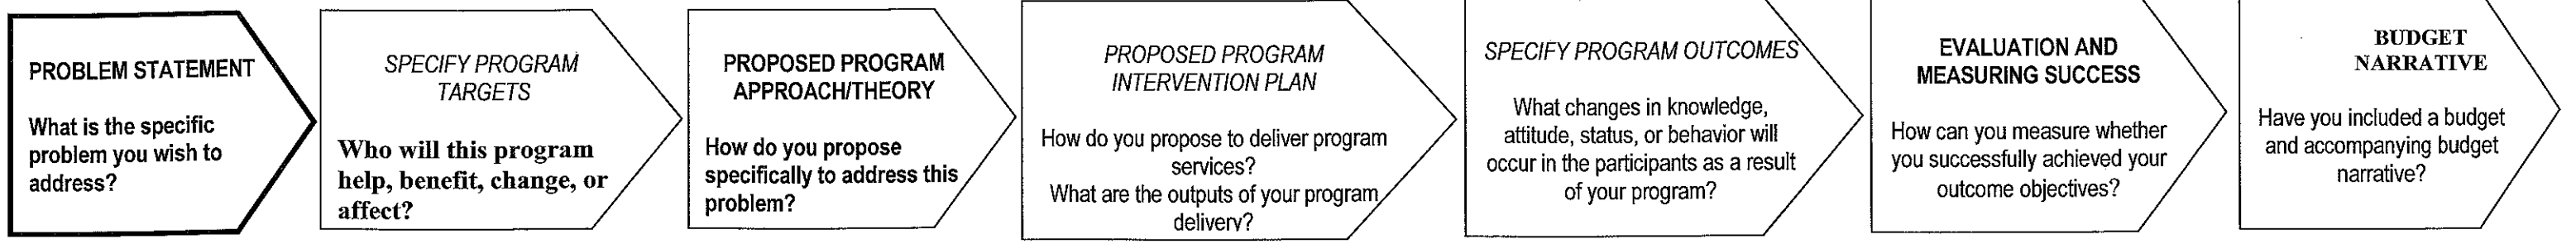 PROBLEM STATEMENT
What is the specific
problem you wish to
address?
SPECIFY PROGRAM
TARGETS
Who will this program
help, benefit, change, or
affect?
PROPOSED PROGRAM
APPROACH/THEORY
How do you propose
specifically to address this
problem?
PROPOSED PROGRAM
INTERVENTION PLAN
How do you propose to deliver program
services?
What are the outputs of your program
delivery?
SPECIFY PROGRAM OUTCOMES
What changes in knowledge,
attitude, status, or behavior will
occur in the participants as a result
of your program?
EVALUATION AND
MEASURING SUCCESS
How can you measure whether
you successfully achieved your
outcome objectives?
BUDGET
NARRATIVE
Have you included a budget
and accompanying budget
narrative?